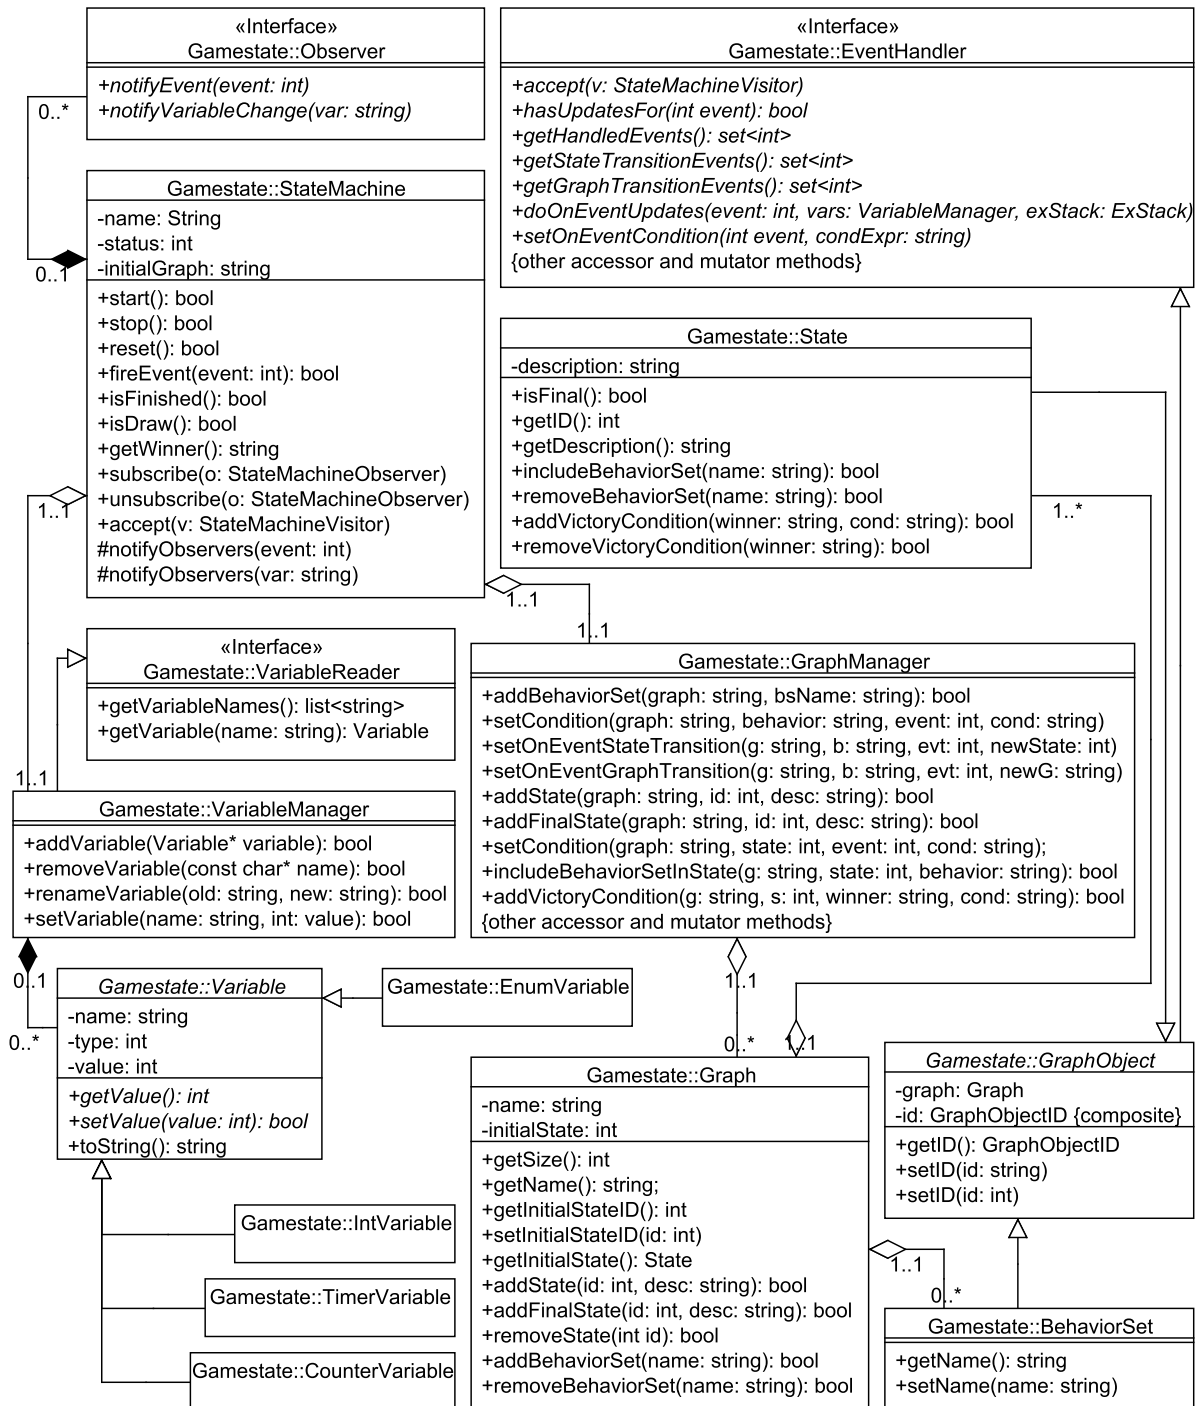 «Interface»
Gamestate::Observer
+notifyEvent(event: int)
+notifyVariableChange(var: string)
0..*
0..1
«Interface»
Gamestate::EventHandler
+accept(v: StateMachineVisitor)
+hasUpdatesFor(int event): bool
+getHandledEvents(): set<int>
+getStateTransitionEvents(): set<int>
+getGraphTransitionEvents(): set<int>
+doOnEventUpdates(event: int, vars: VariableManager, exStack: ExStack)
+setOnEventCondition(int event, condExpr: string)
{other accessor and mutator methods}
Gamestate::StateMachine
-name: String
-status: int
-initialGraph: string
+start(): bool
+stop(): bool
+reset(): bool
+fireEvent(event: int): bool
+isFinished(): bool
+isDraw(): bool
+getWinner(): string
+subscribe(o: StateMachineObserver)
+unsubscribe(o: StateMachineObserver)
+accept(v: StateMachineVisitor)
#notifyObservers(event: int)
#notifyObservers(var: string)
1..1
1..1
1..1
Gamestate::State
-description: string
+isFinal(): bool
+getID(): int
+getDescription(): string
+includeBehaviorSet(name: string): bool
+removeBehaviorSet(name: string): bool
+addVictoryCondition(winner: string, cond: string): bool
+removeVictoryCondition(winner: string): bool
1..*
«Interface»
Gamestate::VariableReader
+getVariableNames(): list<string>
+getVariable(name: string): Variable
1..1
Gamestate::GraphManager
+addBehaviorSet(graph: string, bsName: string): bool
+setCondition(graph: string, behavior: string, event: int, cond: string)
+setOnEventStateTransition(g: string, b: string, evt: int, newState: int)
+setOnEventGraphTransition(g: string, b: string, evt: int, newG: string)
+addState(graph: string, id: int, desc: string): bool
+addFinalState(graph: string, id: int, desc: string): bool
+setCondition(graph: string, state: int, event: int, cond: string);
+includeBehaviorSetInState(g: string, state: int, behavior: string): bool
+addVictoryCondition(g: string, s: int, winner: string, cond: string): bool
{other accessor and mutator methods}
Gamestate::VariableManager
+addVariable(Variable* variable): bool
+removeVariable(const char* name): bool
+renameVariable(old: string, new: string): bool
+setVariable(name: string, int: value): bool
0..1
0..*
Gamestate::Variable
-name: string
-type: int
-value: int
+getValue(): int
+setValue(value: int): bool
+toString(): string
Gamestate::EnumVariable
1..1
0..*
1..1
Gamestate::IntVariable
Gamestate::TimerVariable
Gamestate::CounterVariable
Gamestate::Graph
-name: string
-initialState: int
+getSize(): int
+getName(): string;
+getInitialStateID(): int
+setInitialStateID(id: int)
+getInitialState(): State
+addState(id: int, desc: string): bool
+addFinalState(id: int, desc: string): bool
+removeState(int id): bool
+addBehaviorSet(name: string): bool
+removeBehaviorSet(name: string): bool
Gamestate::GraphObject
-graph: Graph
-id: GraphObjectID {composite}
+getID(): GraphObjectID
+setID(id: string)
+setID(id: int)
1..1
0..*
Gamestate::BehaviorSet
+getName(): string
+setName(name: string)